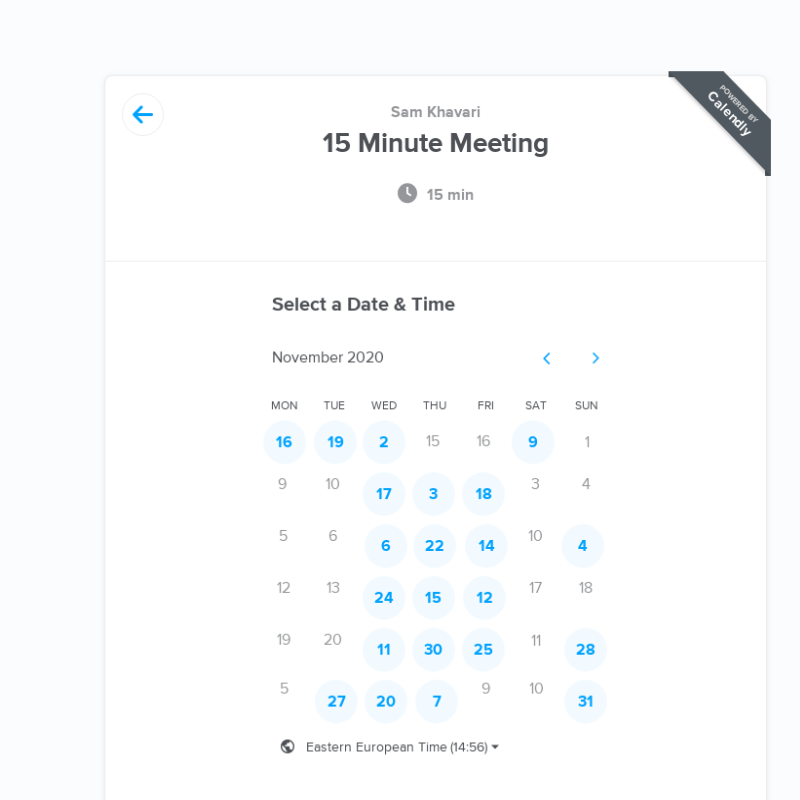 POWERED BY
Calendly
Sam Khavari
15 Minute Meeting
15 min
Select a Date & Time
November 2020
MON TUE WED THU FRI SAT SUN
16 19 2 15 16 9 1
9 10 17 3 18 3 4
5 6 6 22 14 10 4
12 13 24 15 12 17 18
19 20 11 30 25 11 28
5 27 20 7 9 10 31
Eastern European Time (14:56)